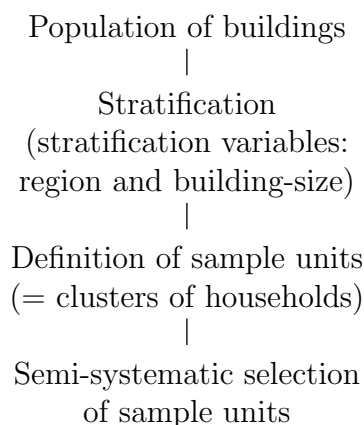 Population of buildings
Stratification
(stratification variables:
region and building-size)
Definition of sample units
(= clusters of households)
Semi-systematic selection
of sample units